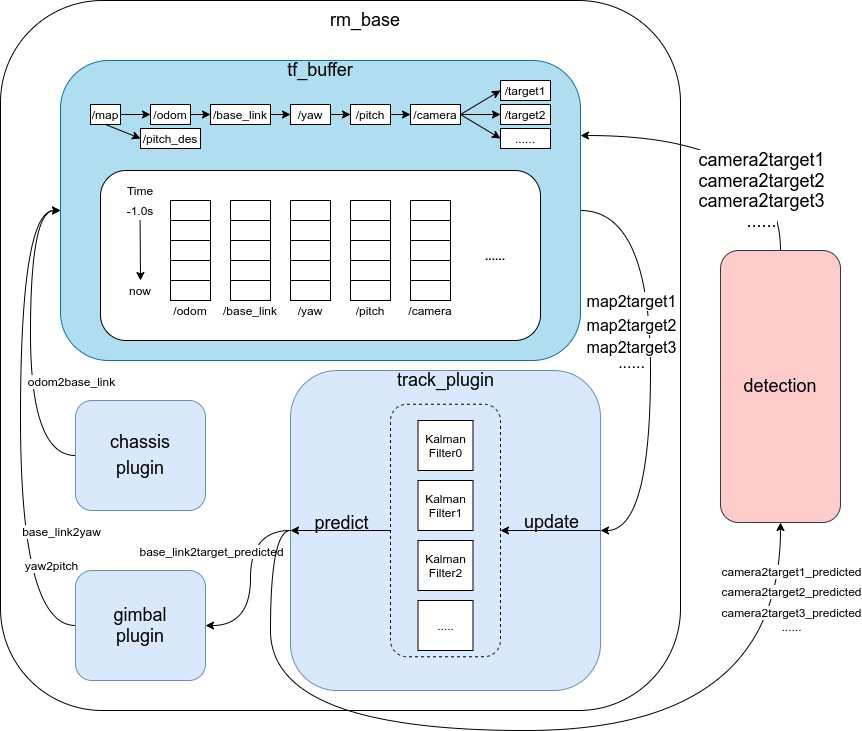 rm_base
tf_buffer
/map
/odom
/base_link
/yaw
/pitch
/camera
/target1
/target2
......
/pitch_des
Time
-1.0s
now
/odom
/base_link
/yaw
/pitch
/camera
......
camera2target1
camera2target2
camera2target3
......
map2target1
map2target2
map2target3
......
detection
odom2base_link
chassis
plugin
base_link2yaw
yaw2pitch
gimbal
plugin
track_plugin
Kalman
Filter0
Kalman
Filter1
Kalman
Filter2
.....
predict
update
base_link2target_predicted
camera2target1_predicted
camera2target2_predicted
camera2target3_predicted
......